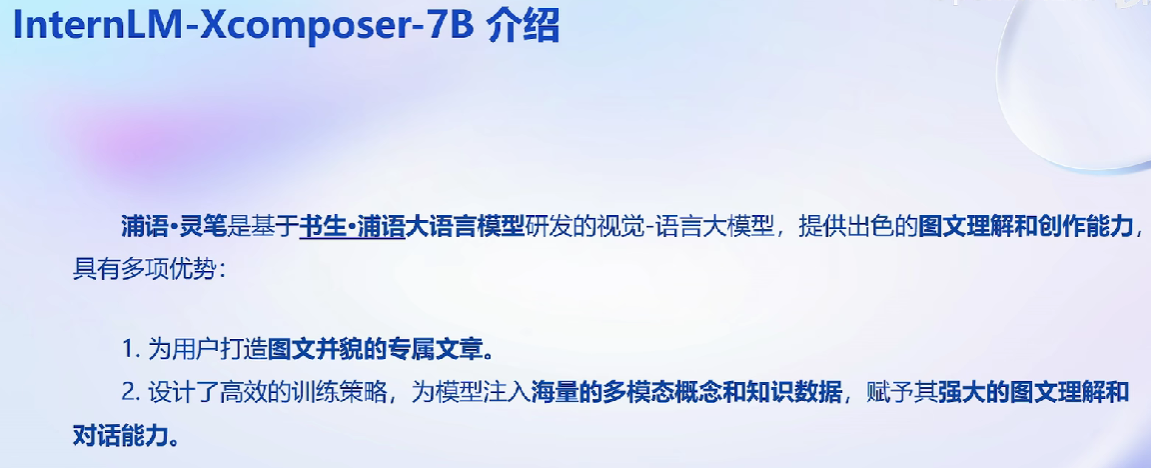 InternLM-Xcomposer-7B 介绍
浦语•灵笔是基于书生•浦语大语言模型研发的视觉-语言大模型，提供出色的图文理解和创作能力，
具有多项优势：
1. 为用户打造图文并貌的专属文章。
2. 设计了高效的训练策略，为模型注入海量的多模态概念和知识数据，赋予其强大的图文理解和
对话能力。